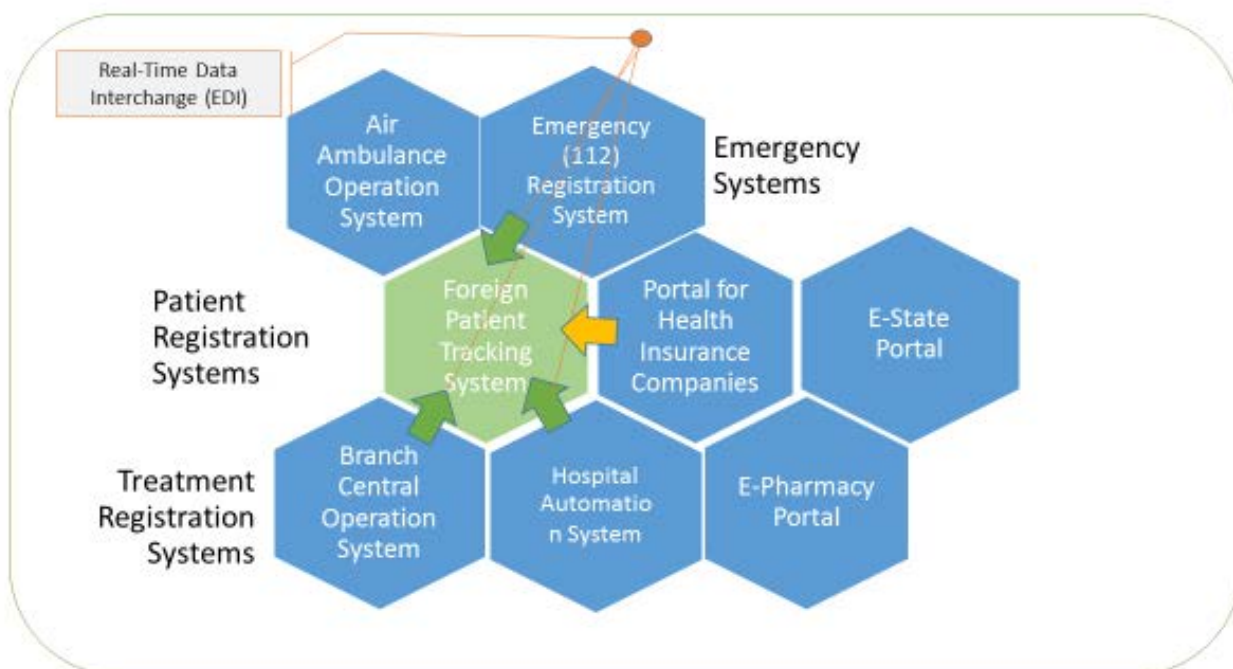 Real-Time Data
Interchange (EDI)
Air
Ambulance
Operation
System
Emergency
(112)
Registration
System
Emergency
Systems
Patient
Registration
Systems
Foreign
Patient
Tracking
System
Portal for
Health
Insurance
Companies
E-State
Portal
Treatment
Registration
Systems
Branch
Central
Operation
System
Hospital
Automatio
n System
E-Pharmacy
Portal